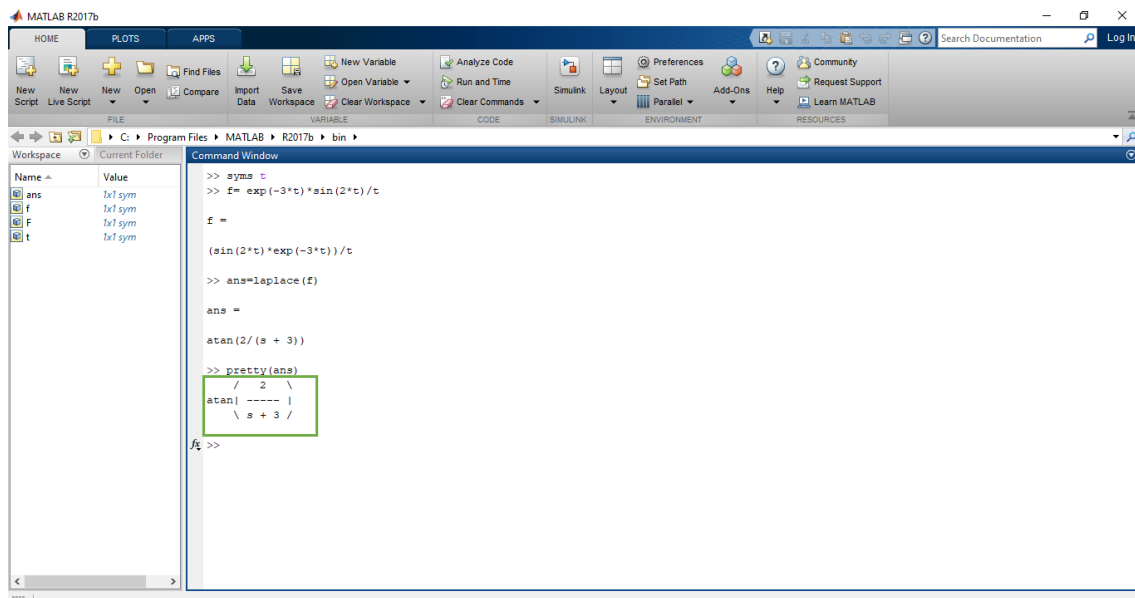 MATLAB R2017b
HOME PLOTS APPS Search Documentation Log In
New Script
New Live Script
New
Open
Find Files
Compare
Import Data
Save Workspace
New Variable
Open Variable
Clear Workspace
Analyze Code
Run and Time
Clear Commands
Simulink
Layout
Preferences
Set Path
Parallel
Add-Ons
Help
Community
Request Support
Learn MATLAB
FILE VARIABLE CODE SIMULINK ENVIRONMENT RESOURCES
C: Program Files MATLAB R2017b bin
Workspace Current Folder
Name Value
ans 1x1 sym
f 1x1 sym
F 1x1 sym
t 1x1 sym
Command Window
>> syms t
>> f= exp(-3*t)*sin(2*t)/t
f =
(sin(2*t)*exp(-3*t))/t
>> ans=laplace(f)
ans =
atan(2/(s + 3))
>> pretty(ans)
/ 2 \
atan| ----- |
\ s + 3 /
fx >>